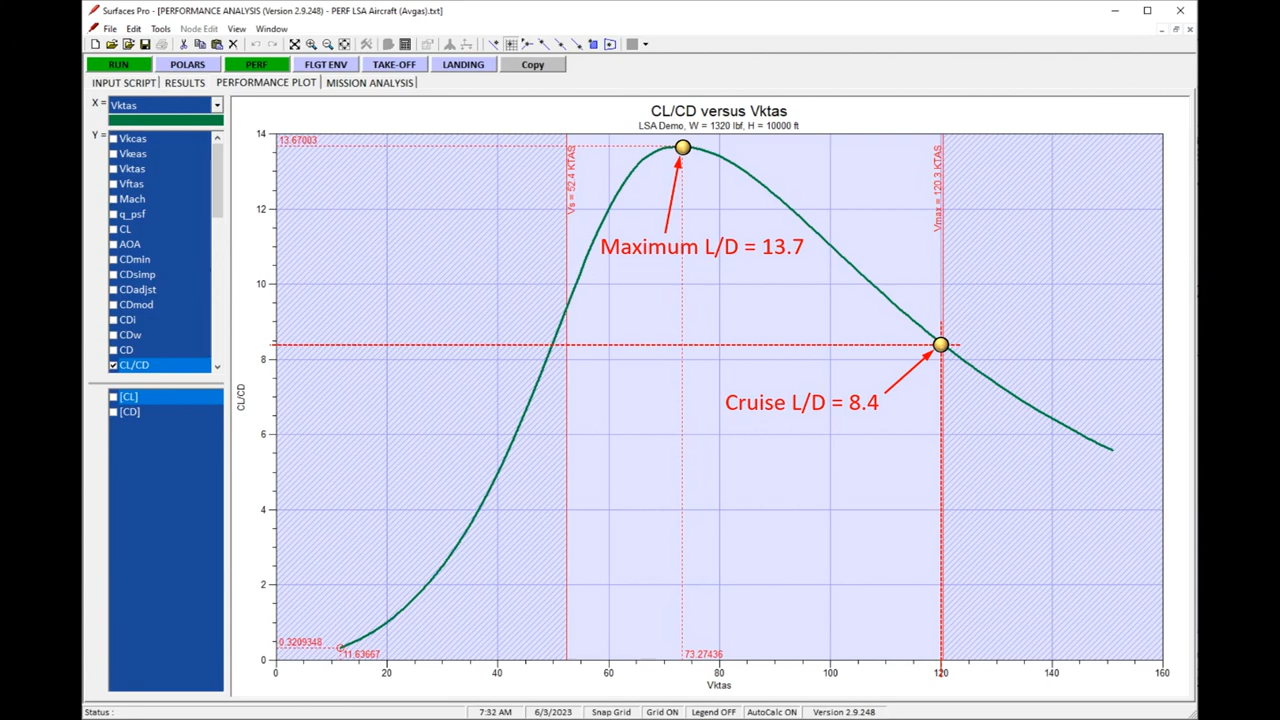 Surfaces Pro - [PERFORMANCE ANALYSIS (Version 2.9.248) - PERF LSA Aircraft (Avgas).txt]
File Edit Tools Node Edit View Window
RUN POLARS PERF FLGT ENV TAKE-OFF LANDING Copy
INPUT SCRIPT RESULTS PERFORMANCE PLOT MISSION ANALYSIS
X = Vktas
Y =
Vkcas
Vkeas
Vktas
Vftas
Mach
q_psf
CL
AOA
CDmin
CDsimp
CDadjst
CDmod
CDi
CDw
CD
CL/CD
[CL]
[CD]
CL/CD versus Vktas
LSA Demo, W = 1320 lbf, H = 10000 ft
14
13.67003
Vs = 52.4 KTAS
Vmax = 120.3 KTAS
12
Maximum L/D = 13.7
10
8
Cruise L/D = 8.4
CL/CD
6
4
2
0.3209348
11.63667
73.27436
0
0 20 40 60 80 100 120 140 160
Vktas
Status : 7:32 AM 6/3/2023 Snap Grid Grid ON Legend OFF AutoCalc ON Version 2.9.248